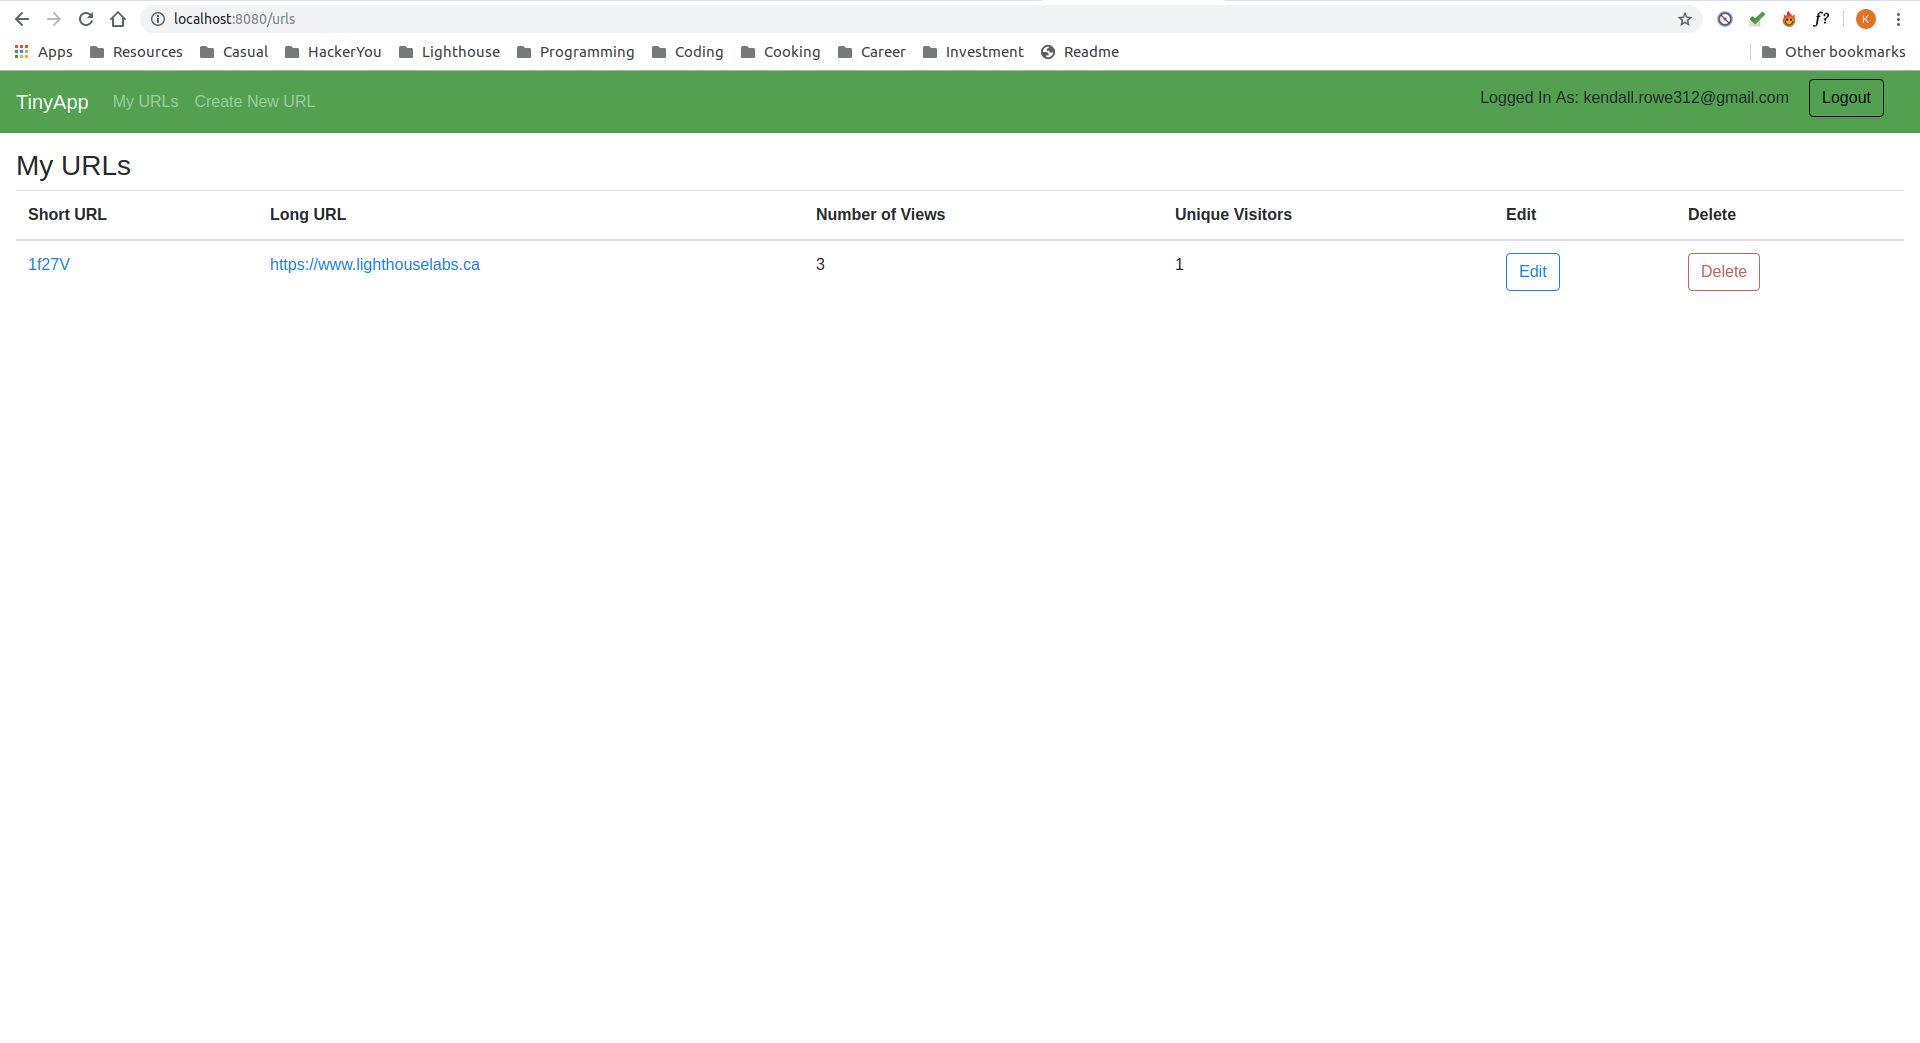 localhost:8080/urls
f?
K
Apps Resources Casual HackerYou Lighthouse Programming Coding Cooking Career Investment Readme Other bookmarks
TinyApp My URLs Create New URL Logged In As: kendall.rowe312@gmail.com Logout
My URLs
Short URL Long URL Number of Views Unique Visitors Edit Delete
1f27V https://www.lighthouselabs.ca 3 1 Edit Delete